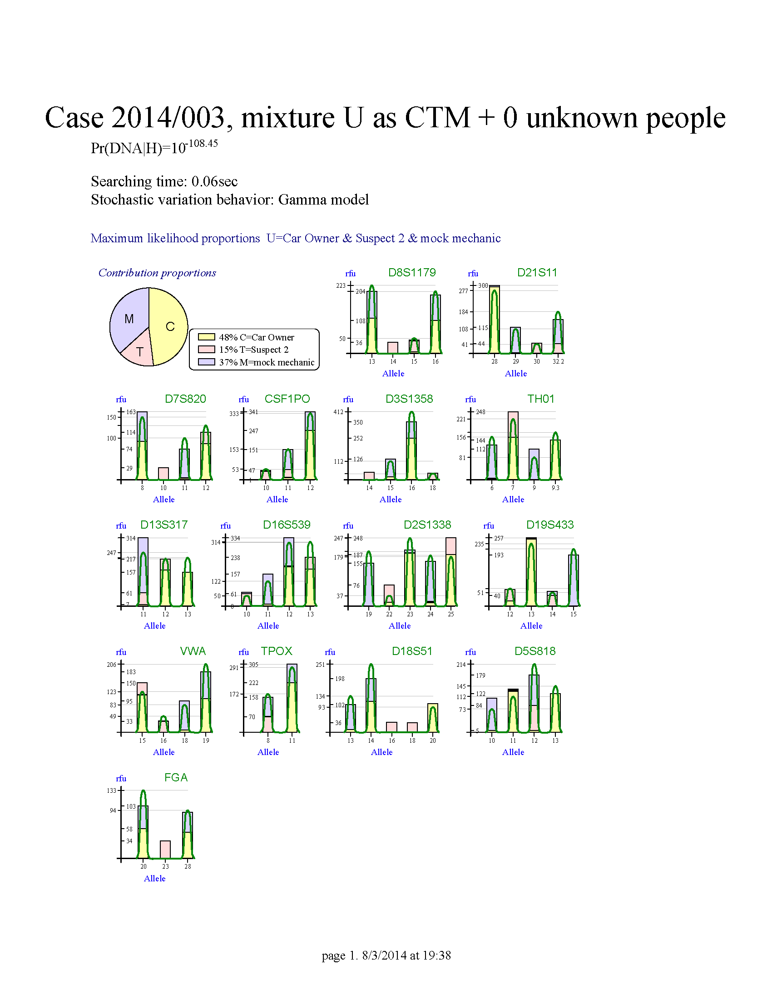 Case 2014/003, mixture U as CTM + 0 unknown people
Pr(DNA|H)=10-108.45
Searching time: 0.06sec
Stochastic variation behavior: Gamma model
Maximum likelihood proportions U=Car Owner & Suspect 2 & mock mechanic
Contribution proportions
M
C
T
48% C=Car Owner
15% T=Suspect 2
37% M=mock mechanic
rfu D8S1179
223
204
108
50
36
13 14 15 16
Allele
rfu D21S11
300
277
184
115
108
44
41
28 29 30 32.2
Allele
rfu D7S820
163
150
114
100
74
29
8 10 11 12
Allele
rfu CSF1PO
341
333
247
153 151
53 47
1
10 11 12
Allele
rfu D3S1358
412
350
252
126
112
14 15 16 18
Allele
rfu TH01
248
221
156
144
112
81
6 7 9 9.3
Allele
rfu D13S317
314
247
217
157
61
7
11 12 13
Allele
rfu D16S539
334
314
238
157
122
61
50
8
10 11 12 13
Allele
rfu D2S1338
247 248
187
179
155
76
37
19 22 23 24 25
Allele
rfu D19S433
257
235
193
51
40
12 13 14 15
Allele
rfu VWA
206
183
150
123
95
83
49
33
15 16 18 19
Allele
rfu TPOX
305
291
222
172
158
70
8 11
Allele
rfu D18S51
251
198
134
102
93
36
13 14 16 18 20
Allele
rfu D5S818
214
179
145
122
112
84
73
5
10 11 12 13
Allele
rfu FGA
133
103
94
58
34
20 23 28
Allele
page 1. 8/3/2014 at 19:38